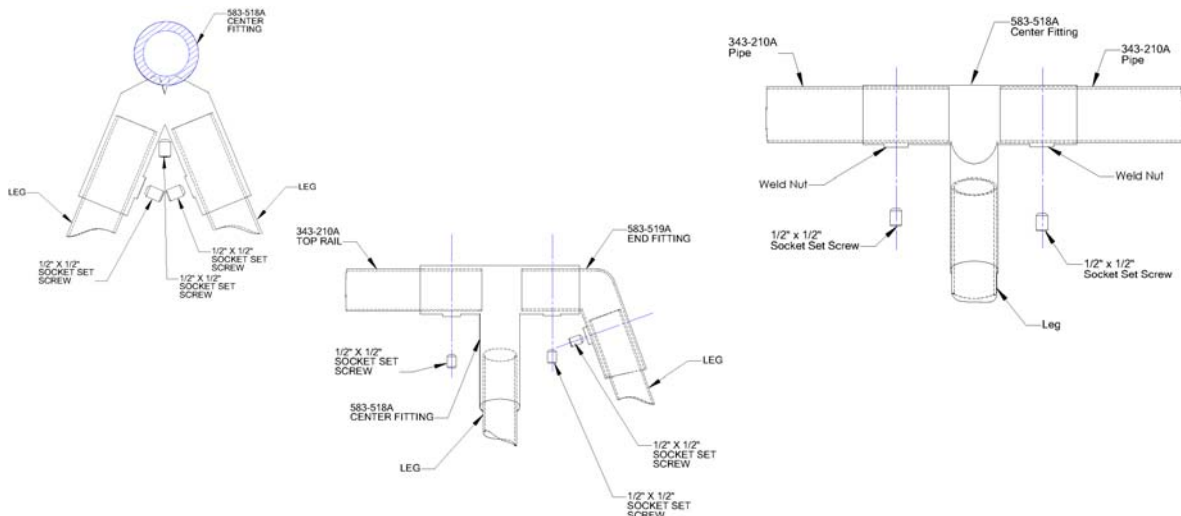 583-518A
CENTER
FITTING
LEG
LEG
1/2" X 1/2"
SOCKET SET
SCREW
1/2" X 1/2"
SOCKET SET
SCREW
1/2" X 1/2"
SOCKET SET
SCREW
343-210A
TOP RAIL
583-519A
END FITTING
1/2" X 1/2"
SOCKET SET
SCREW
LEG
583-518A
CENTER FITTING
LEG
1/2" X 1/2"
SOCKET SET
SCREW
1/2" X 1/2"
SOCKET SET
SCREW
583-518A
Center Fitting
343-210A
Pipe
343-210A
Pipe
Weld Nut
Weld Nut
1/2" x 1/2"
Socket Set Screw
1/2" x 1/2"
Socket Set Screw
Leg